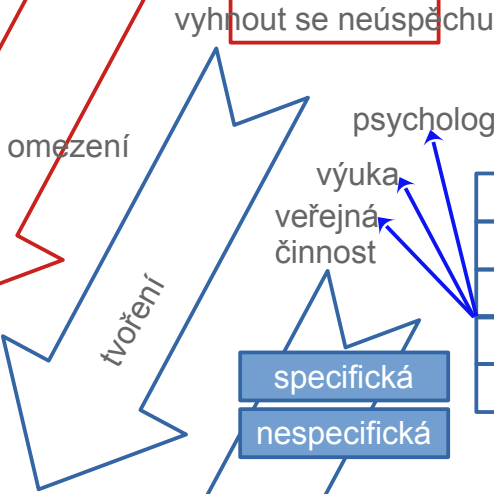 vyhnout se neúspěchu
psycholog
omezení
výuka
veřejná
činnost
tvoření
specifická
nespecifická